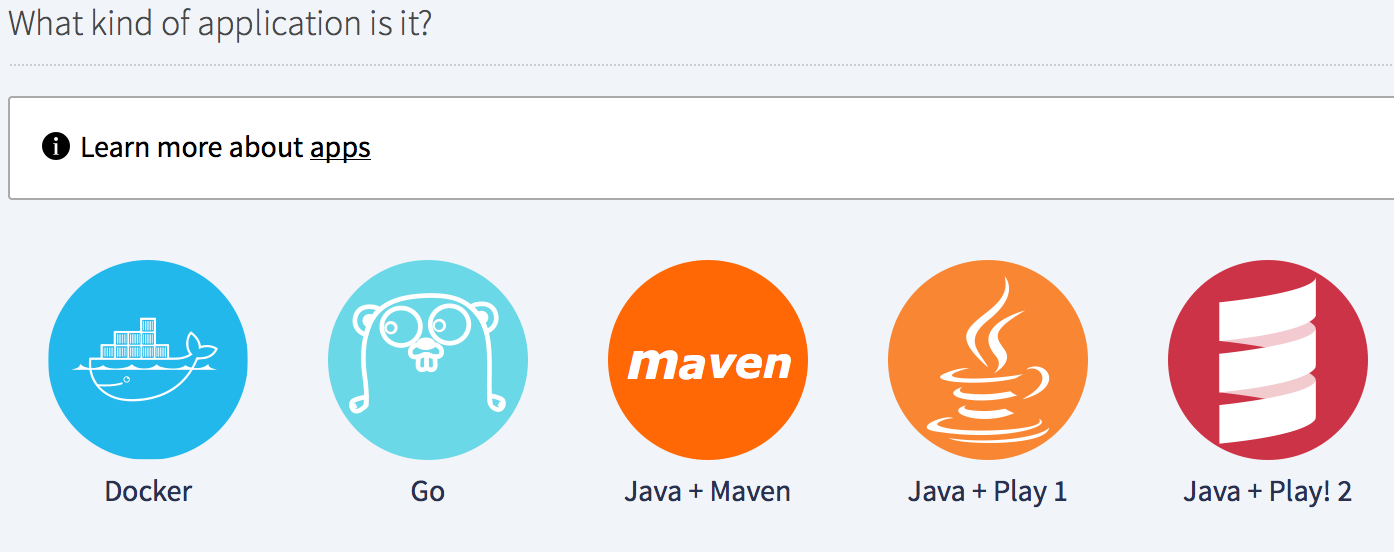 What kind of application is it?
Learn more about apps
maven
Docker
Go
Java + Maven
Java + Play 1
Java + Play! 2